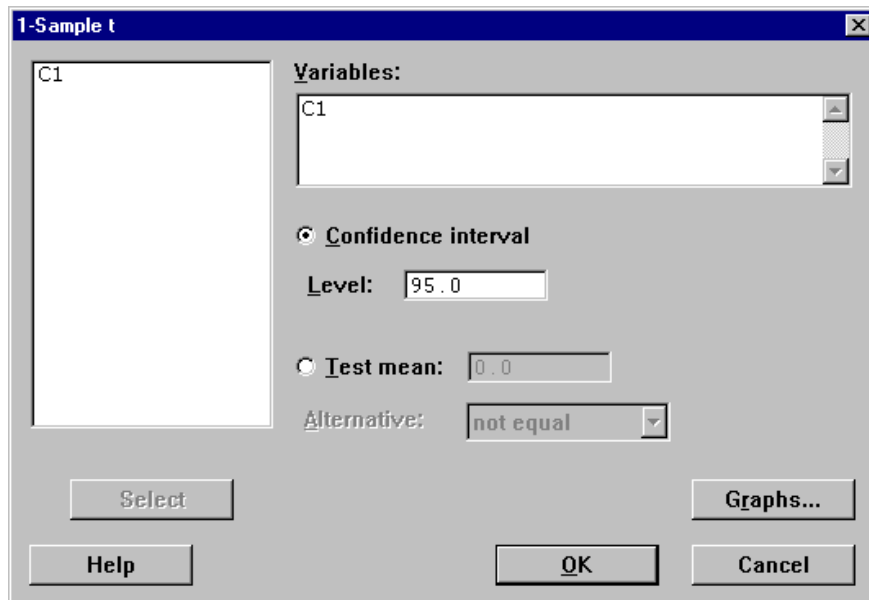 1-Sample t
C1
Variables:
C1
Confidence interval
Level: 95.0
Test mean: 0.0
Alternative: not equal
Select
Graphs...
Help
OK
Cancel